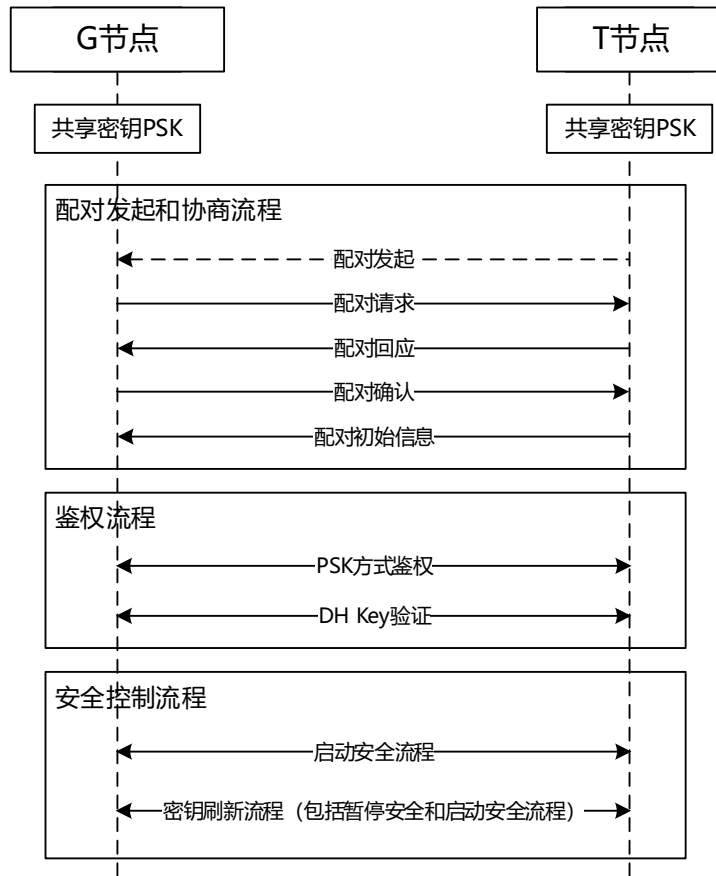 G节点
T节点
共享密钥PSK
共享密钥PSK
配对发起和协商流程
配对发起
配对请求
配对回应
配对确认
配对初始信息
鉴权流程
PSK方式鉴权
DH Key验证
安全控制流程
启动安全流程
密钥刷新流程（包括暂停安全和启动安全流程）